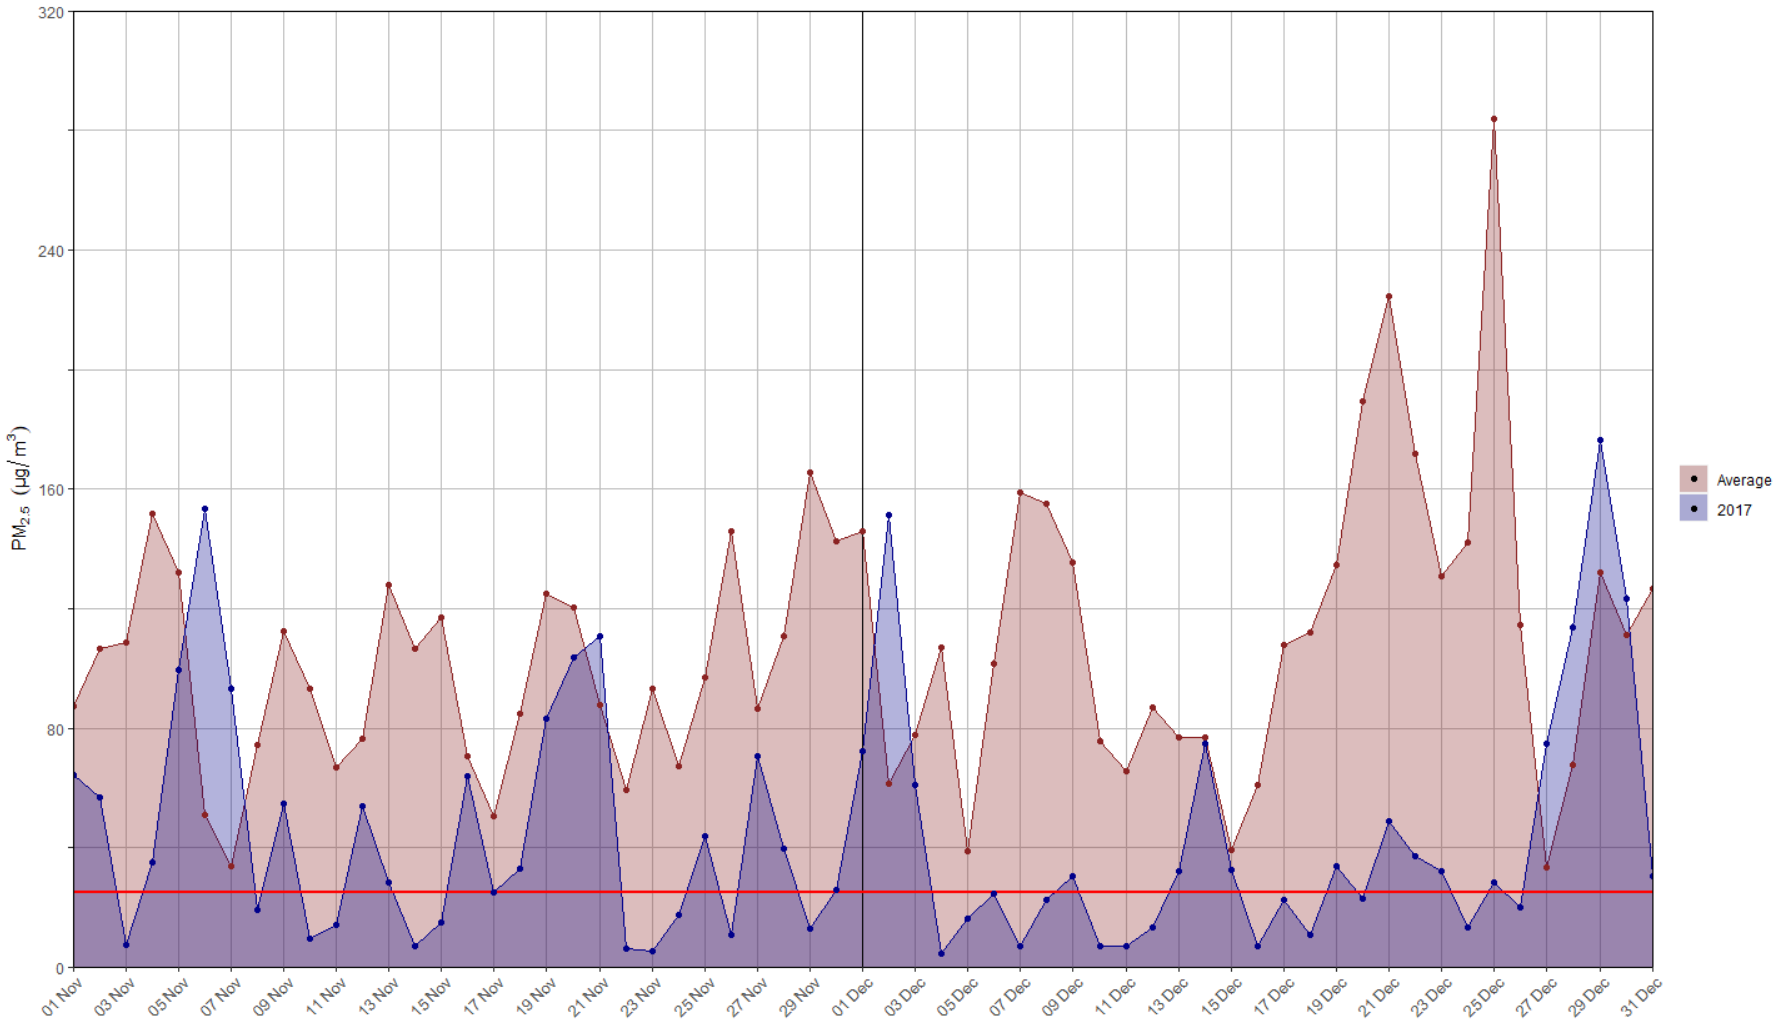 320
240
160
80
0
PM2.5 (µg/m3)
01 Nov
03 Nov
05 Nov
07 Nov
09 Nov
11 Nov
13 Nov
15 Nov
17 Nov
19 Nov
21 Nov
23 Nov
25 Nov
27 Nov
29 Nov
01 Dec
03 Dec
05 Dec
07 Dec
09 Dec
11 Dec
13 Dec
15 Dec
17 Dec
19 Dec
21 Dec
23 Dec
25 Dec
27 Dec
29 Dec
31 Dec
Average
2017